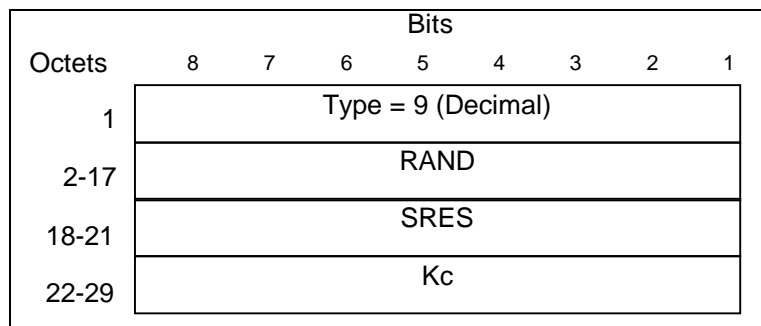 Bits
Octets 8 7 6 5 4 3 2 1
1 Type = 9 (Decimal)
2-17 RAND
18-21 SRES
22-29 Kc